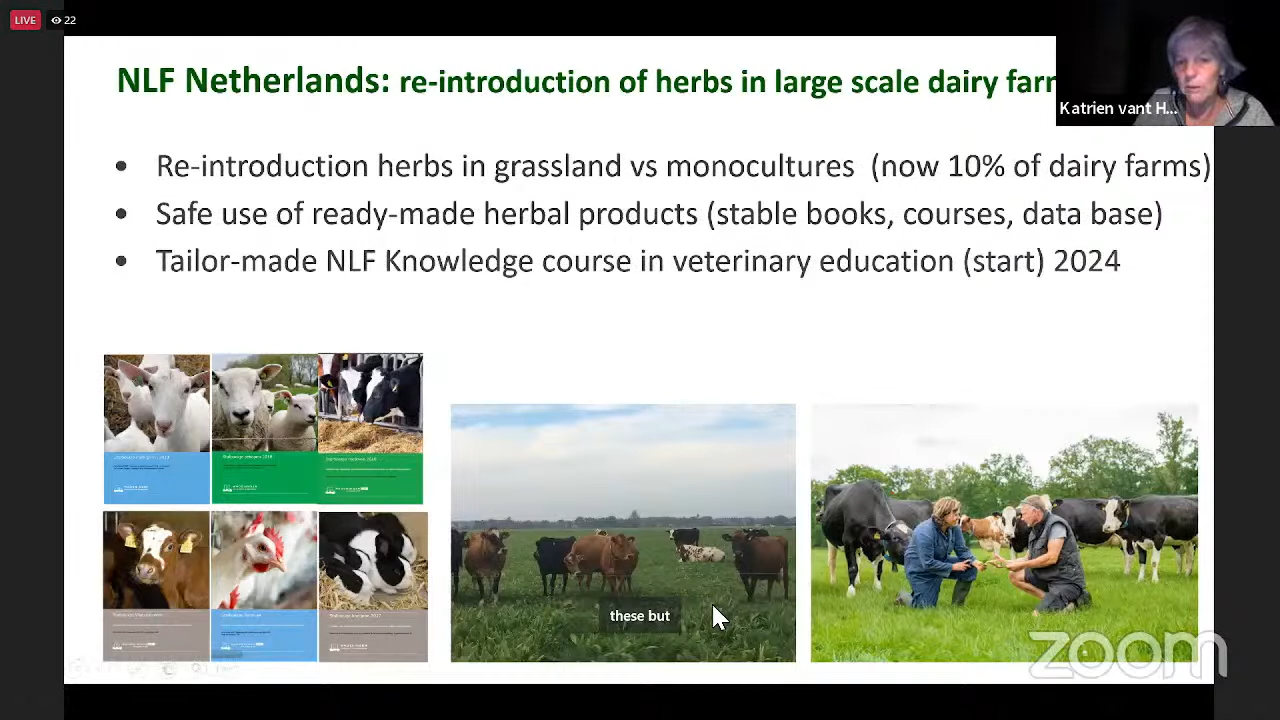 LIVE 22
NLF Netherlands: re-introduction of herbs in large scale dairy farm
Katrien vant H...
• Re-introduction herbs in grassland vs monocultures (now 10% of dairy farms)
• Safe use of ready-made herbal products (stable books, courses, data base)
• Tailor-made NLF Knowledge course in veterinary education (start) 2024
these but
zoom